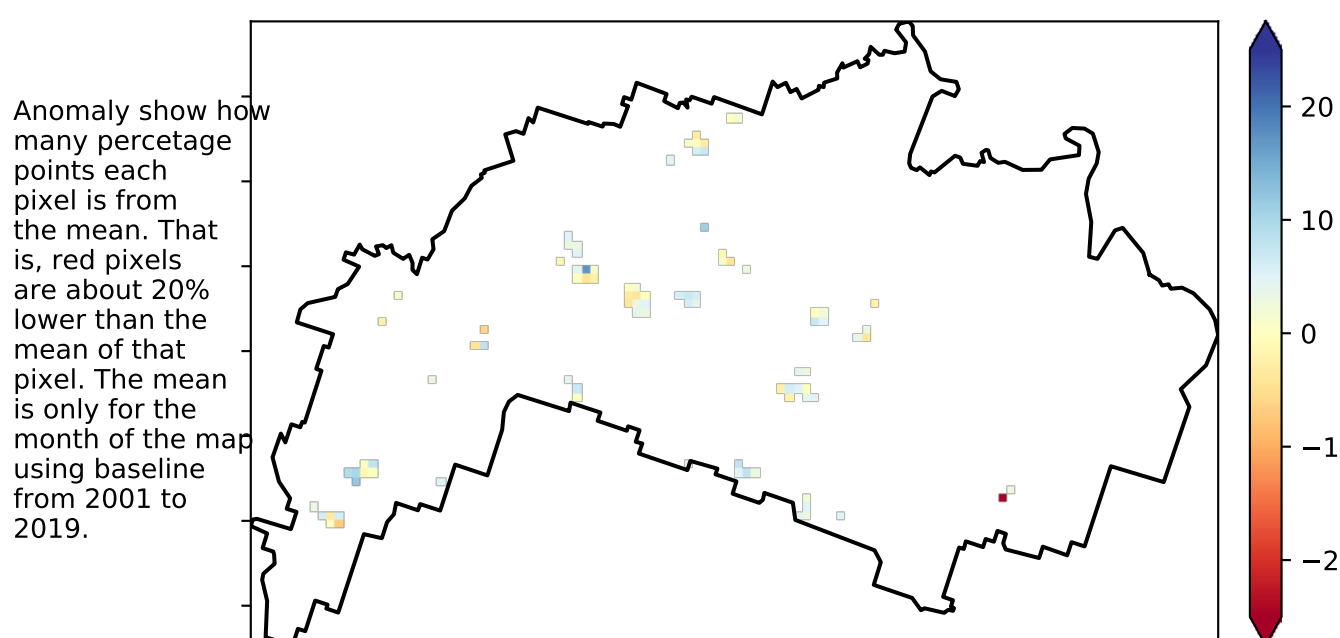 Anomaly show how
many percetage
points each
pixel is from
the mean. That
is, red pixels
are about 20%
lower than the
mean of that
pixel. The mean
is only for the
month of the map
using baseline
from 2001 to
2019.
20
10
0
−1
−2